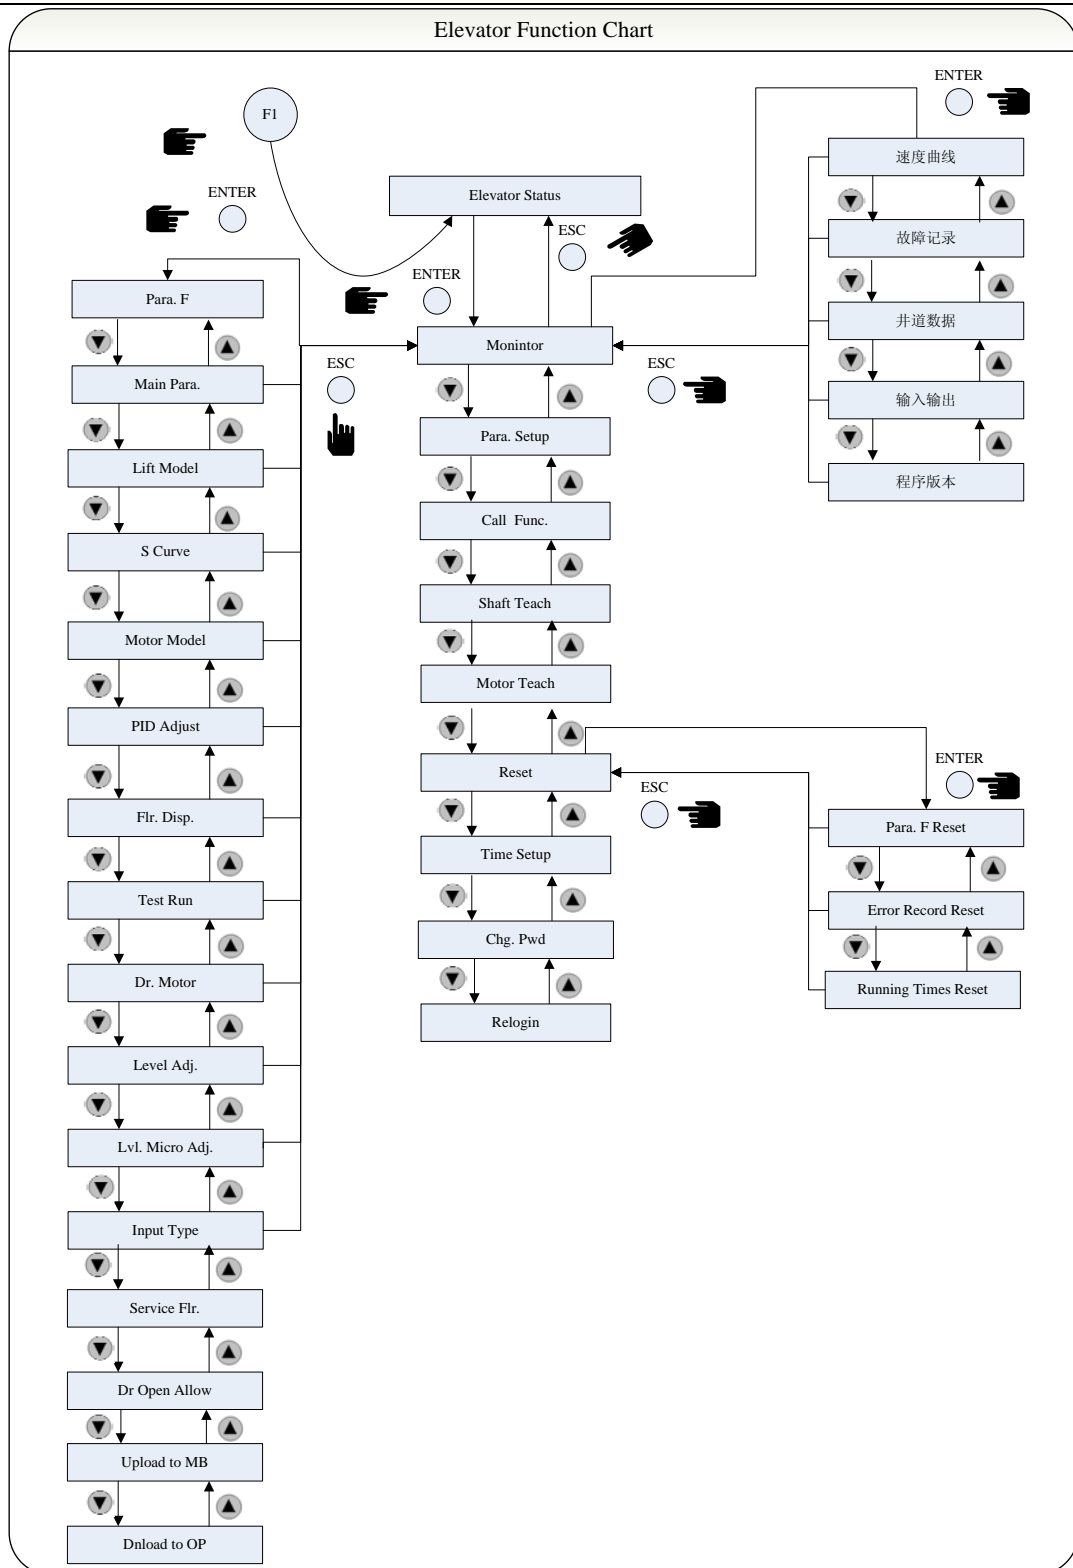 Elevator Function Chart
F1
ENTER
Elevator Status
ESC
ENTER
Monintor
Para. Setup
Call Func.
Shaft Teach
Motor Teach
Reset
Time Setup
Chg. Pwd
Relogin
ENTER
Para. F
Main Para.
Lift Model
S Curve
Motor Model
PID Adjust
Flr. Disp.
Test Run
Dr. Motor
Level Adj.
Lvl. Micro Adj.
Input Type
Service Flr.
Dr Open Allow
Upload to MB
Dnload to OP
ESC
ENTER
速度曲线
故障记录
井道数据
输入输出
程序版本
ESC
ENTER
ESC
Para. F Reset
Error Record Reset
Running Times Reset